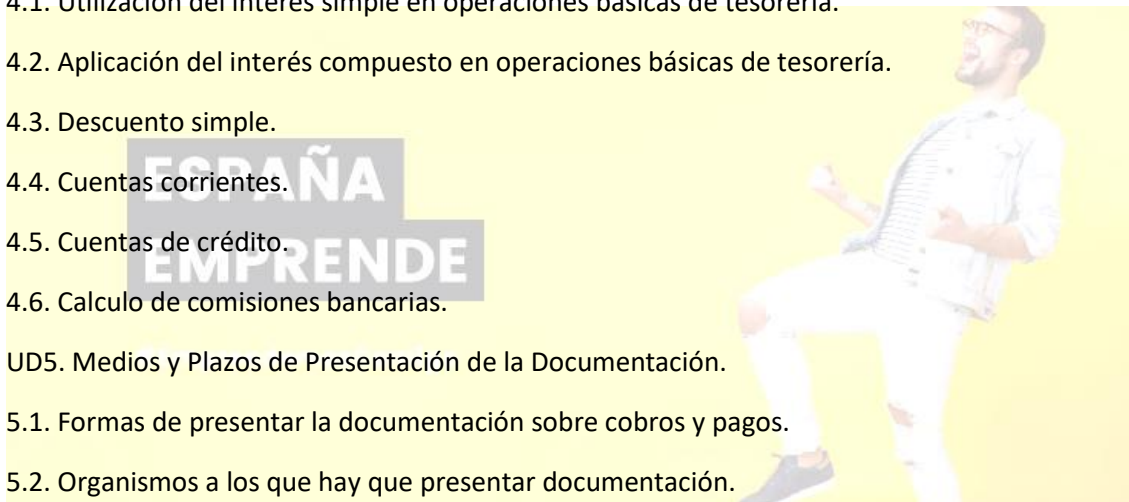 4.1. Utilización del interés simple en operaciones básicas de tesorería.
4.2. Aplicación del interés compuesto en operaciones básicas de tesorería.
4.3. Descuento simple.
ESPAÑA
4.4. Cuentas corrientes.
4.5. Cuentas de crédito.
EMPRENDE
4.6. Calculo de comisiones bancarias.
UD5. Medios y Plazos de Presentación de la Documentación.
5.1. Formas de presentar la documentación sobre cobros y pagos.
5.2. Organismos a los que hay que presentar documentación.